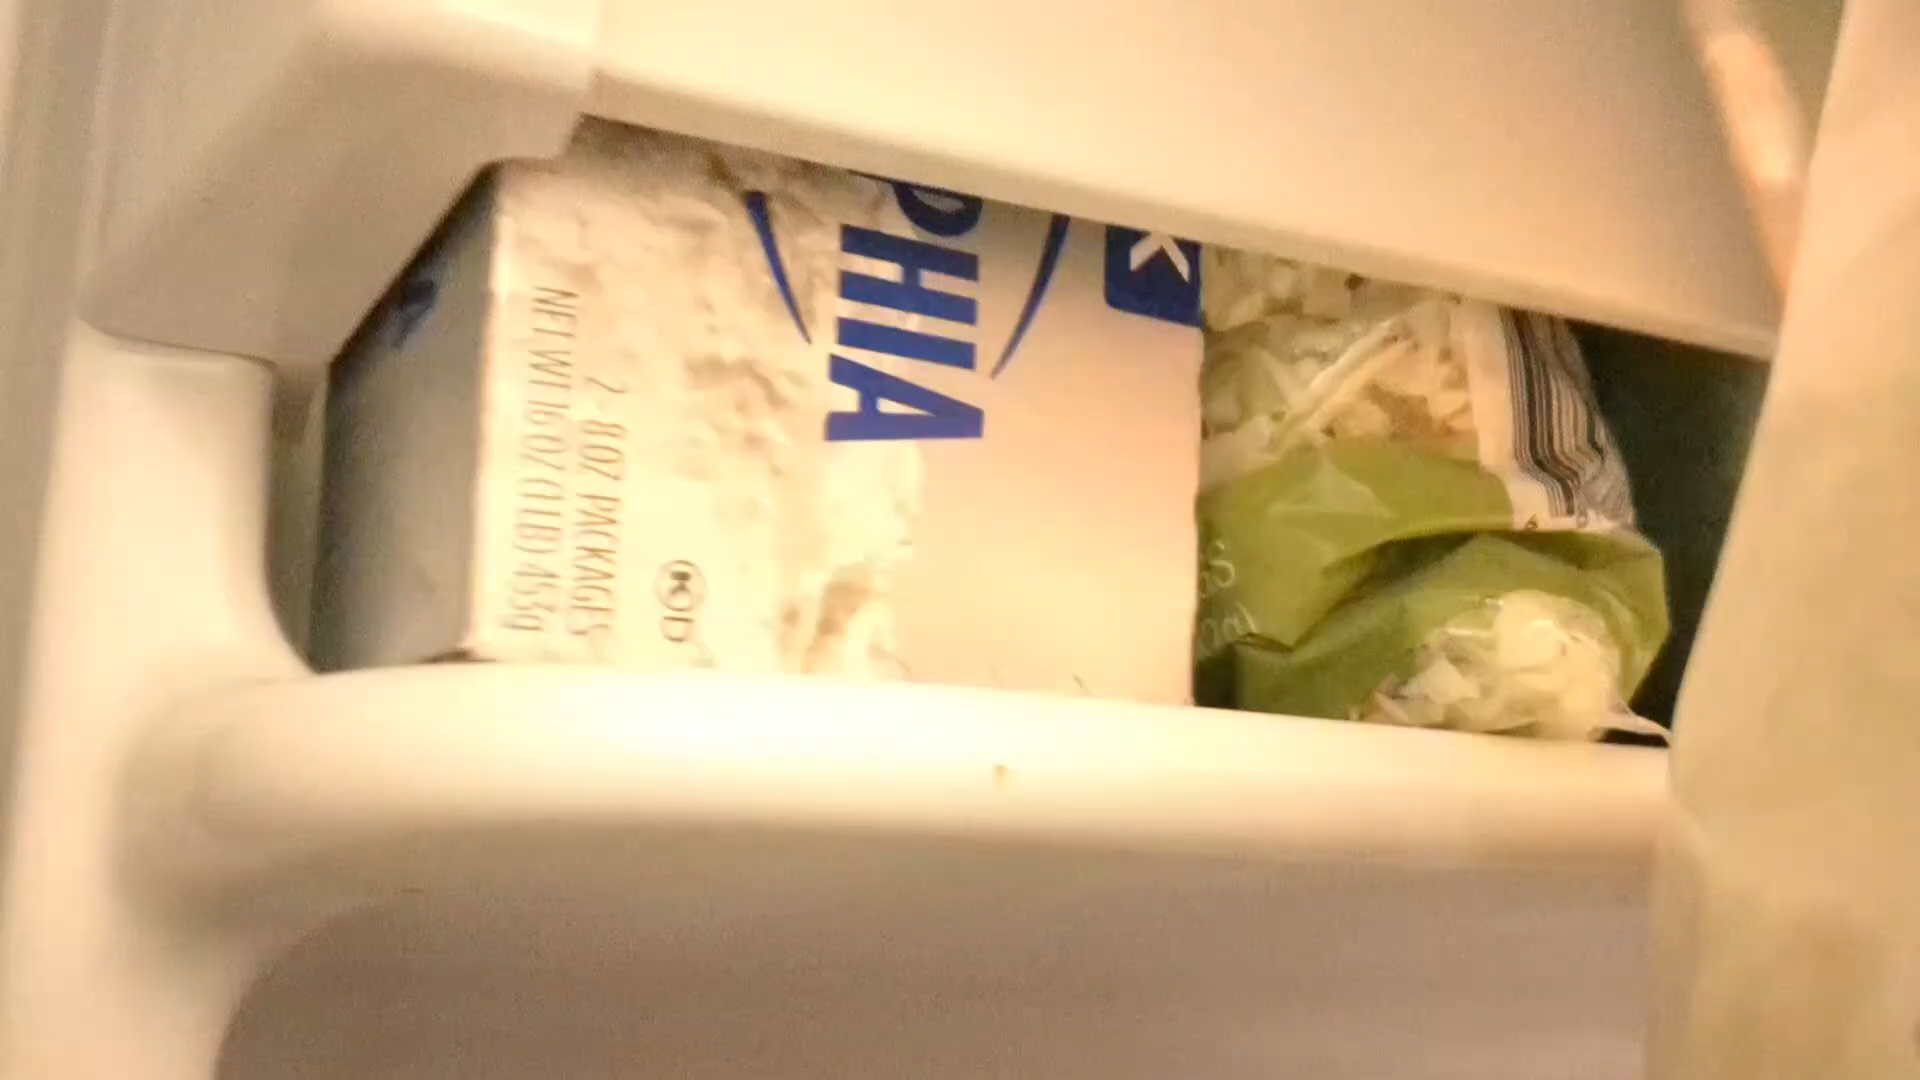 PHIA
K
2 - 8 OZ PACKAGES
NET WT 16 OZ (1 LB) 453g
K D